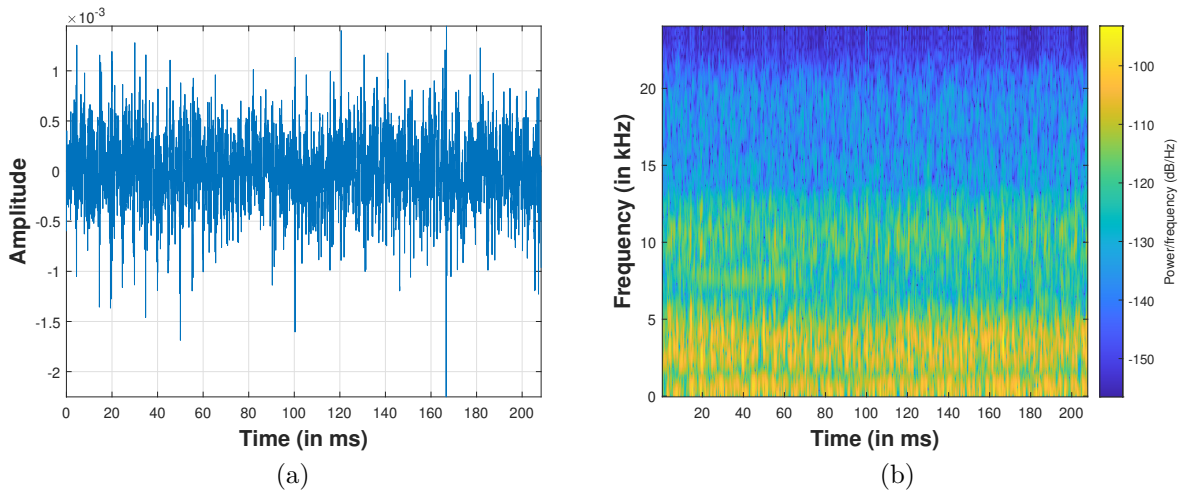 ×10⁻³
1
0.5
0
-0.5
-1
-1.5
-2
Amplitude
0 20 40 60 80 100 120 140 160 180 200
Time (in ms)
(a)
20
15
10
5
0
Frequency (in kHz)
20 40 60 80 100 120 140 160 180 200
Time (in ms)
-100
-110
-120
-130
-140
-150
Power/frequency (dB/Hz)
(b)